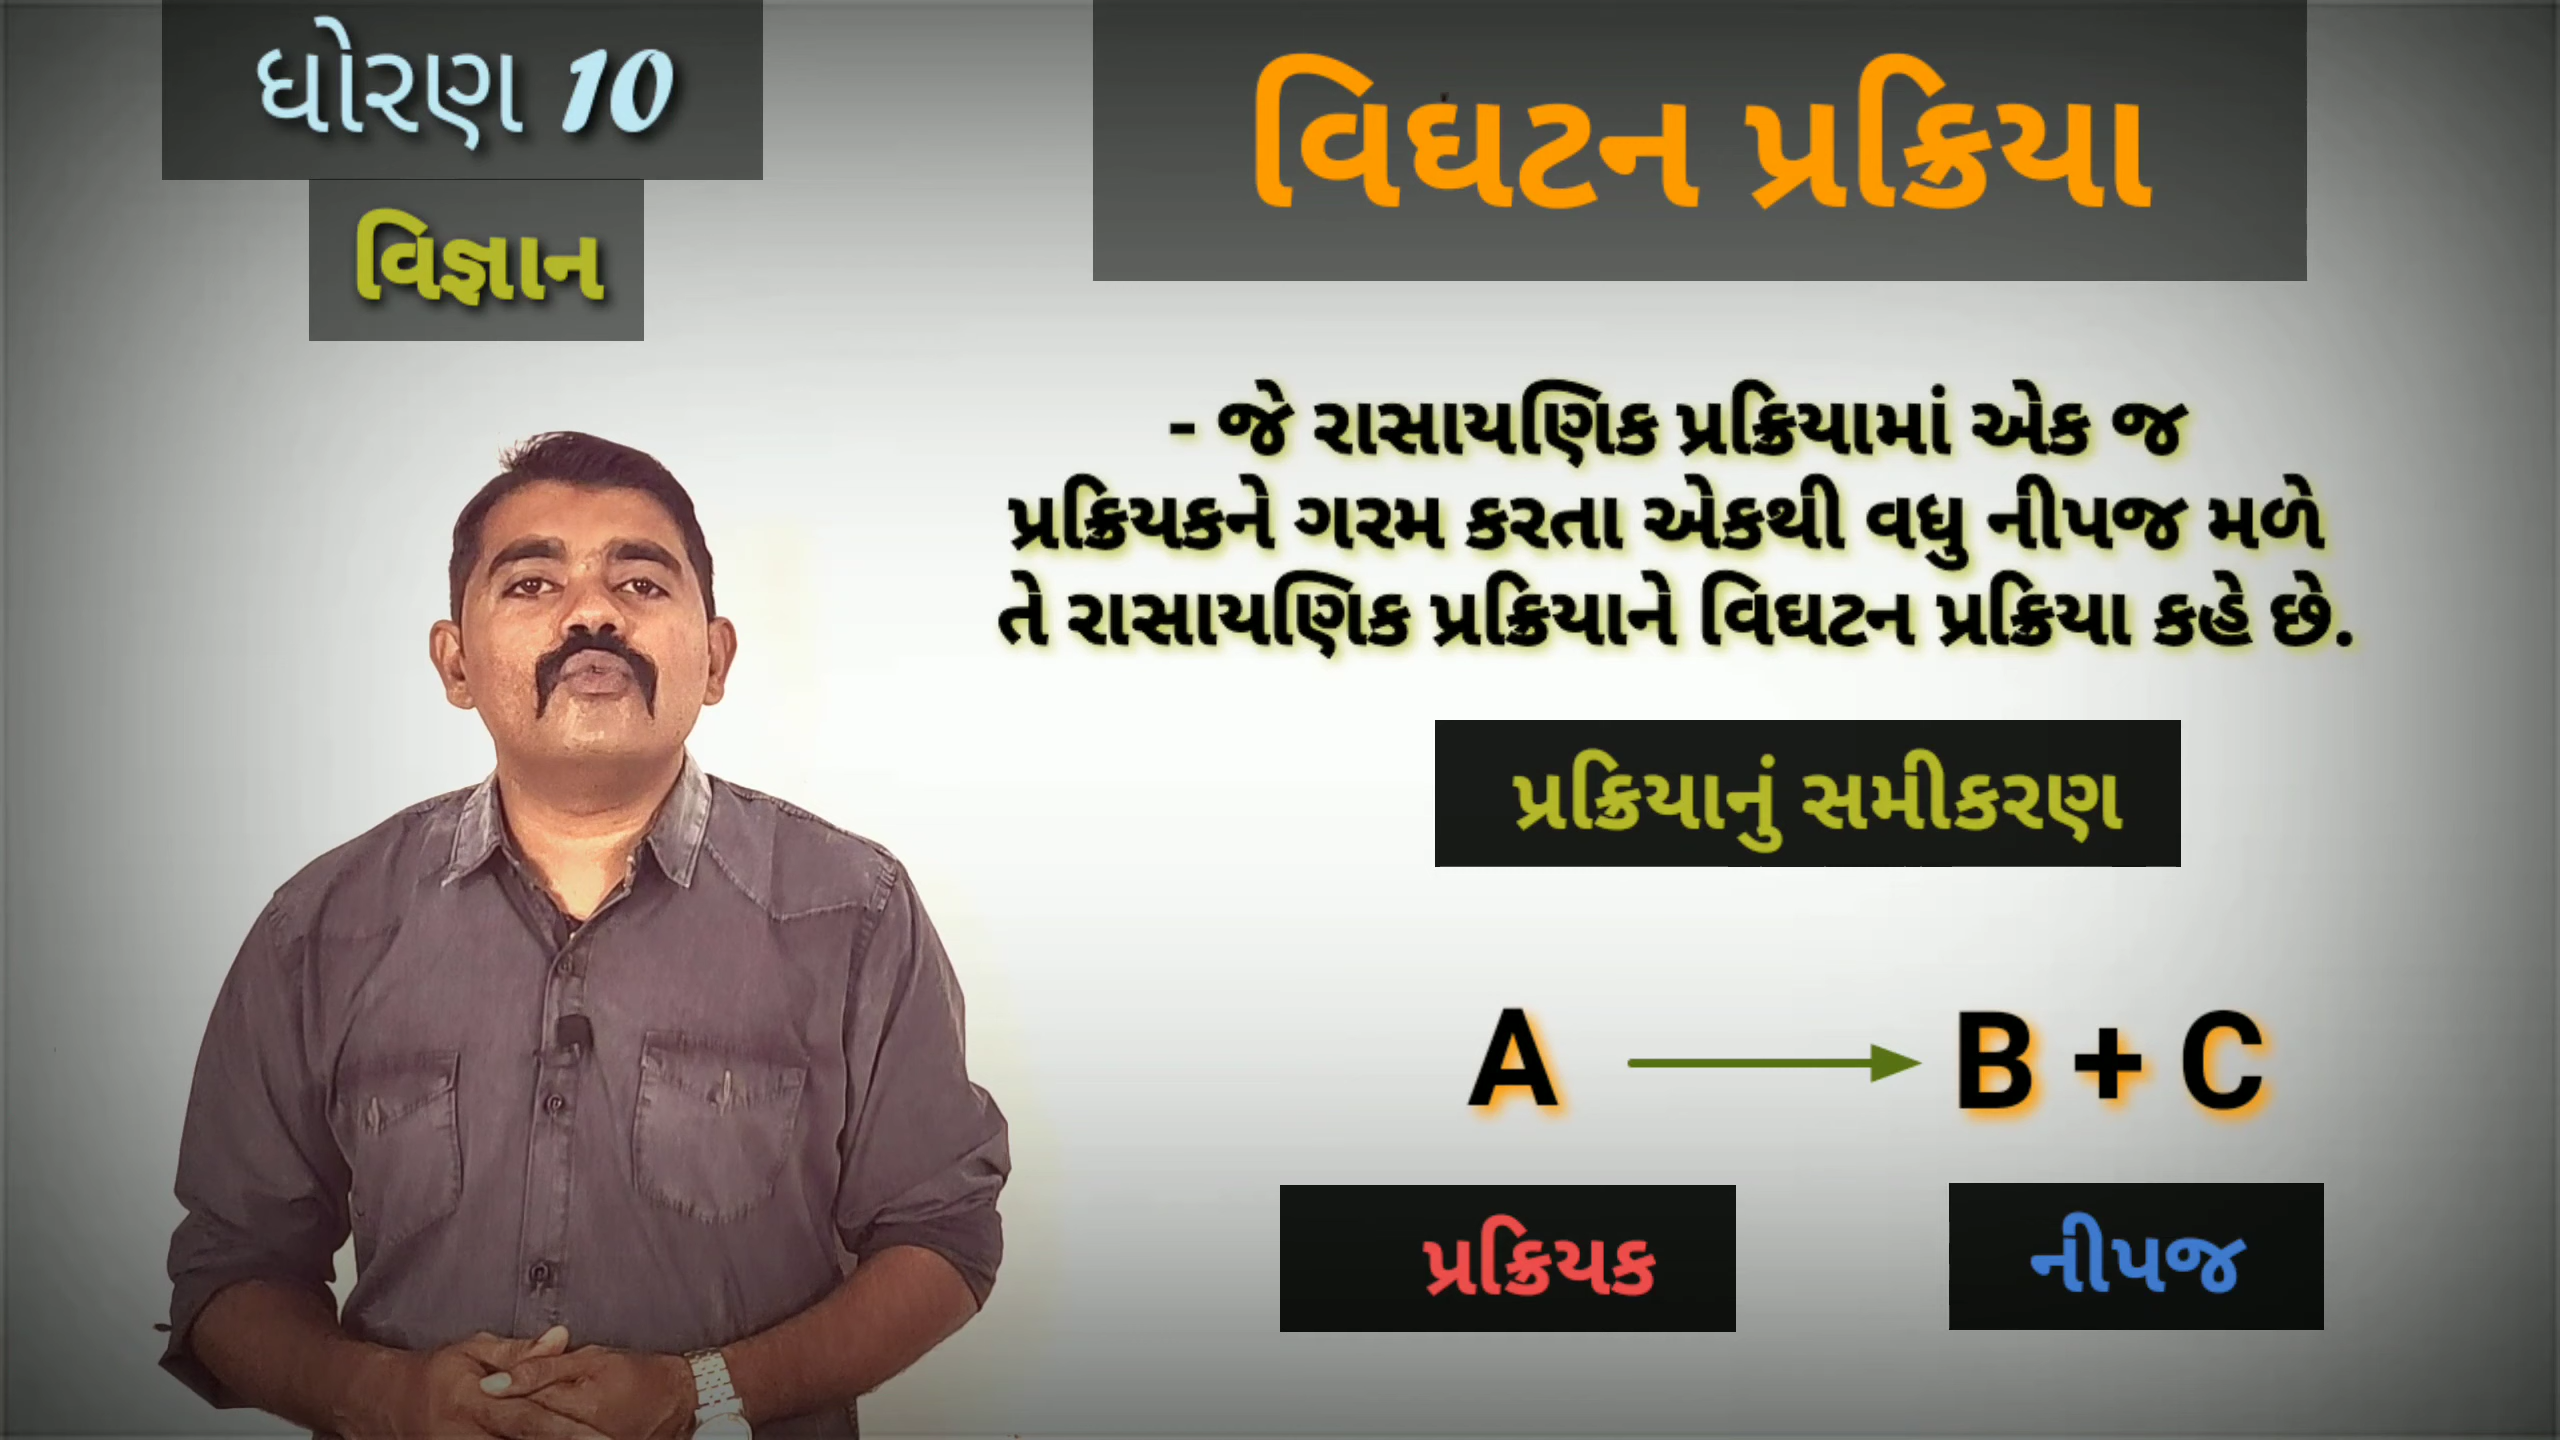 ધોરણ 10
વિજ્ઞાન
વિઘટન પ્રક્રિયા
- જે રાસાયણિક પ્રક્રિયામાં એક જ
પ્રક્રિયકને ગરમ કરતા એકથી વધુ નીપજ મળે
તે રાસાયણિક પ્રક્રિયાને વિઘટન પ્રક્રિયા કહે છે.
પ્રક્રિયાનું સમીકરણ
A → B + C
પ્રક્રિયક નીપજ